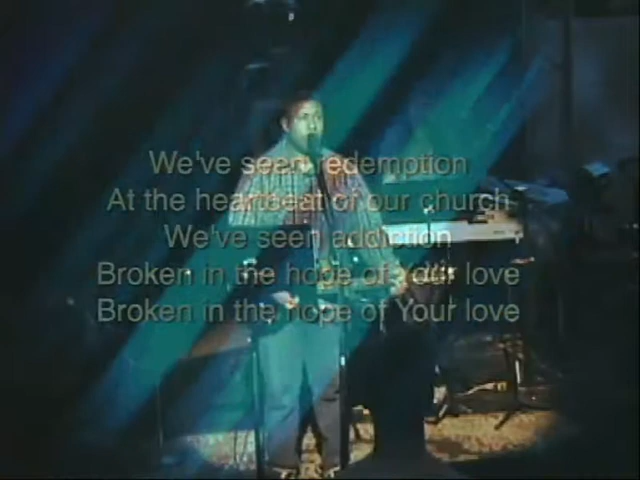 We've seen redemption
At the heartbeat of our church
We've seen addiction
Broken in the hope of Your love
Broken in the hope of Your love